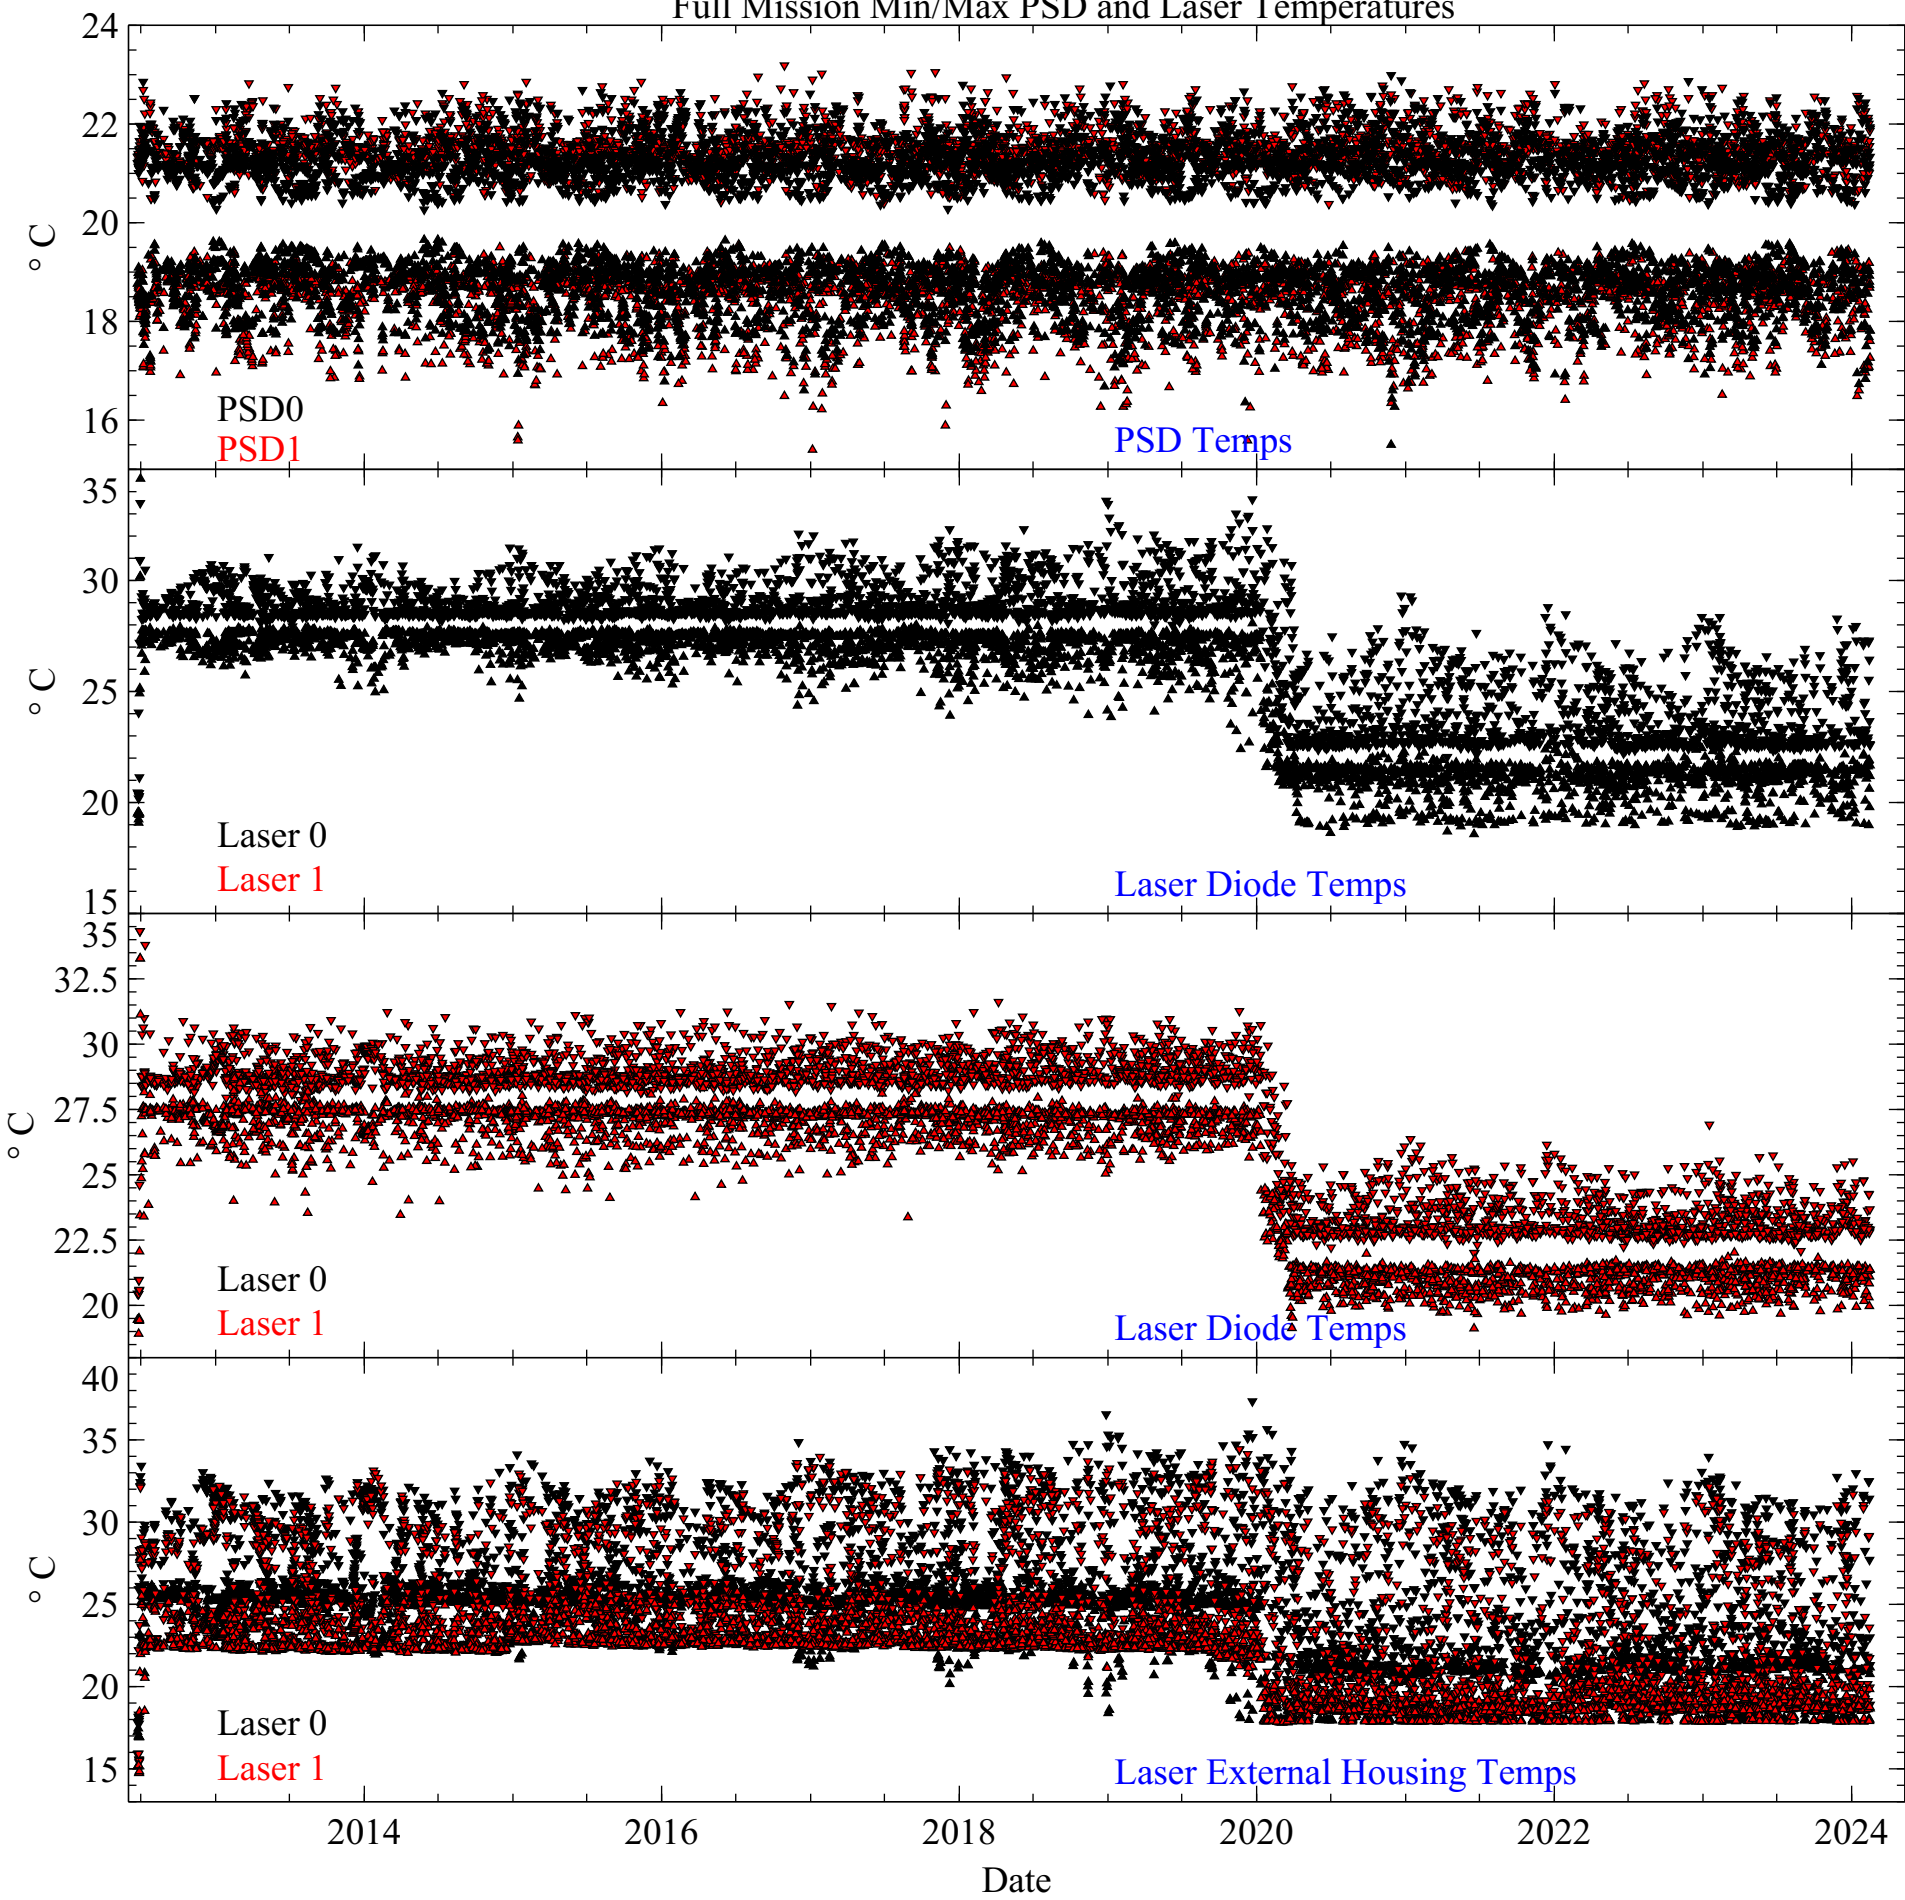 Full Mission Min/Max PSD and Laser Temperatures
24
22
20
18
16
° C
PSD0
PSD1
PSD Temps
35
30
25
20
15
° C
Laser 0
Laser 1
Laser Diode Temps
35
32.5
30
27.5
25
22.5
20
° C
Laser 0
Laser 1
Laser Diode Temps
40
35
30
25
20
15
° C
Laser 0
Laser 1
Laser External Housing Temps
2014 2016 2018 2020 2022 2024
Date